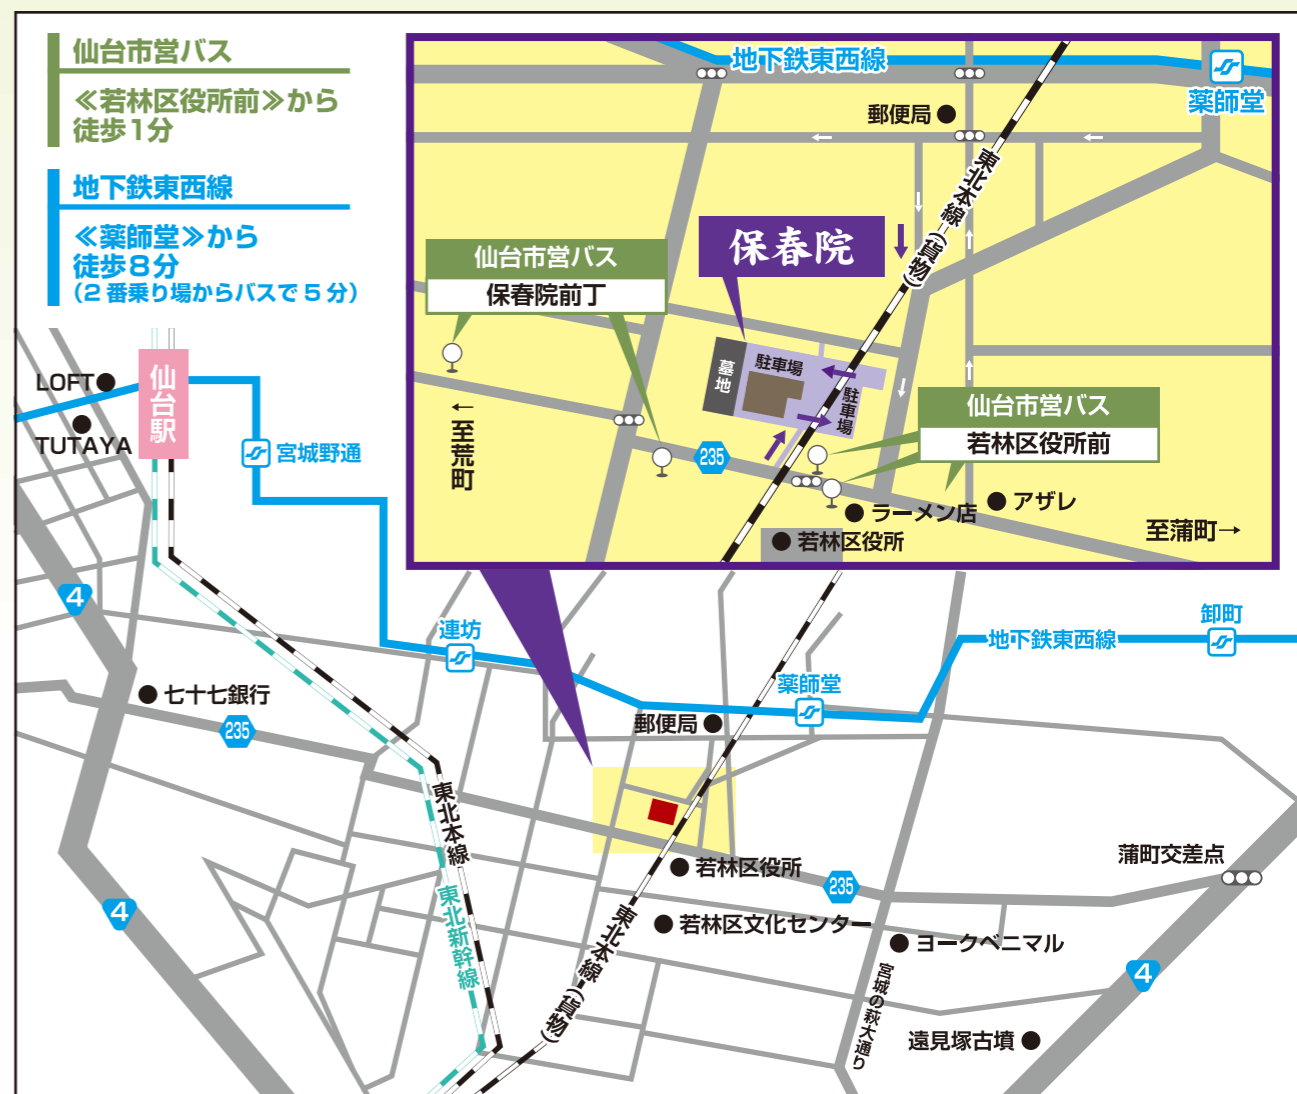 仙台市営バス
≪若林区役所前≫から
徒歩1分
地下鉄東西線
≪薬師堂≫から
徒歩8分
(2番乗り場からバスで5分)
地下鉄東西線
薬師堂
郵便局
東北本線(貨物)
保春院
仙台市営バス
保春院前丁
墓地
駐車場
駐車場
仙台市営バス
若林区役所前
←至荒町
235
ラーメン店
アザレ
若林区役所
至蒲町→
LOFT
TUTAYA
仙台駅
宮城野通
4
連坊
地下鉄東西線
卸町
薬師堂
七十七銀行
235
郵便局
東北本線
東北新幹線
若林区役所
235
蒲町交差点
4
若林区文化センター
ヨークベニマル
東北本線(貨物)
宮城の萩大通り
4
遠見塚古墳